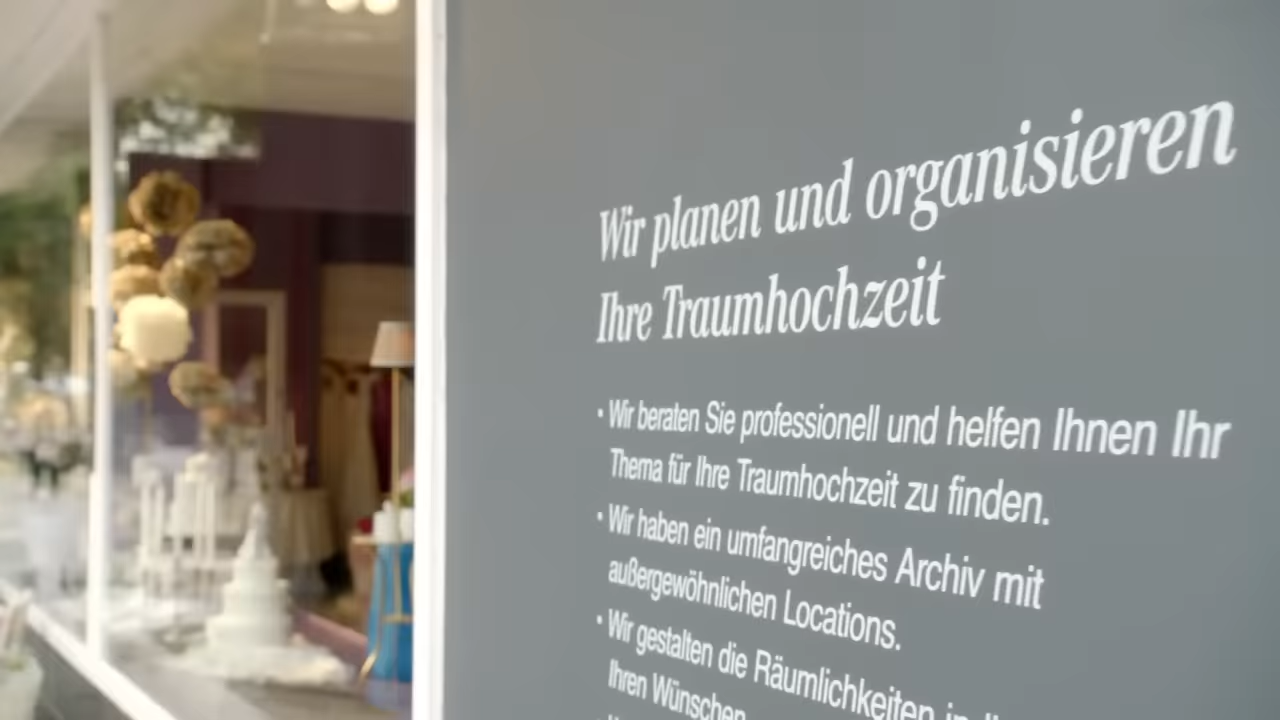 Wir planen und organisieren
Ihre Traumhochzeit
• Wir beraten Sie professionell und helfen Ihnen Ihr
Thema für Ihre Traumhochzeit zu finden.
• Wir haben ein umfangreiches Archiv mit
außergewöhnlichen Locations.
• Wir gestalten die Räumlichkeiten
Ihren Wünschen